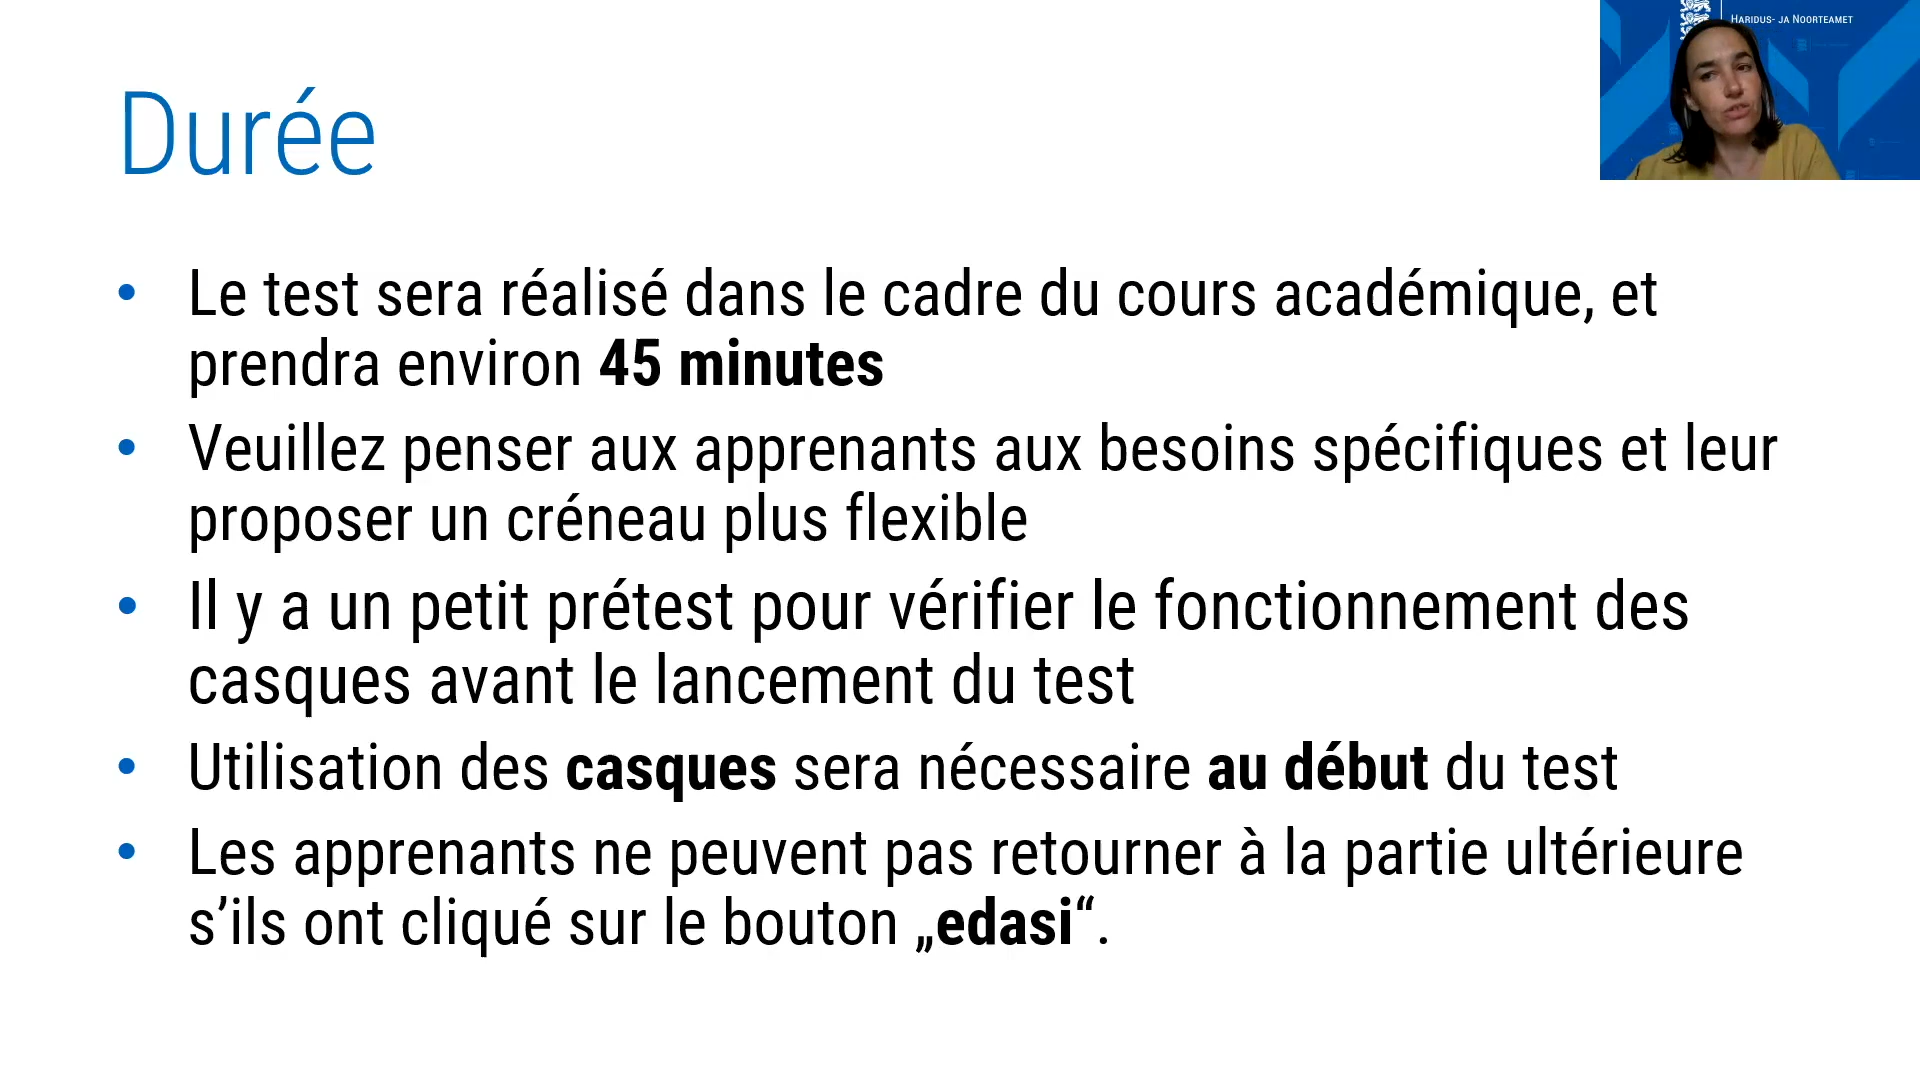 HARIDUS- JA NOORTEAMET
Durée
• Le test sera réalisé dans le cadre du cours académique, et
prendra environ 45 minutes
• Veuillez penser aux apprenants aux besoins spécifiques et leur
proposer un créneau plus flexible
• Il y a un petit prétest pour vérifier le fonctionnement des
casques avant le lancement du test
• Utilisation des casques sera nécessaire au début du test
• Les apprenants ne peuvent pas retourner à la partie ultérieure
s’ils ont cliqué sur le bouton „edasi“.